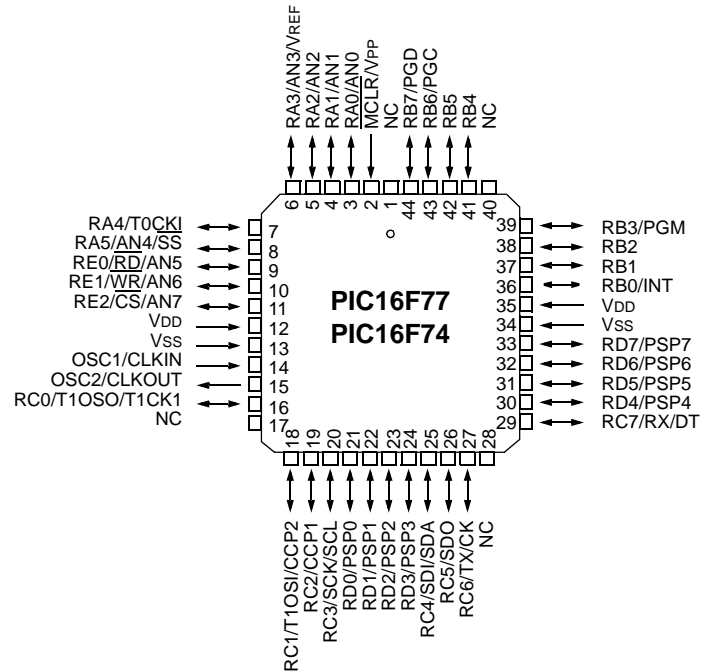 RA3/AN3/VREF
RA2/AN2
RA1/AN1
RA0/AN0
MCLR/VPP
NC
RB7/PGD
RB6/PGC
RB5
RB4
NC
6
5
4
3
2
1
44
43
42
41
40
RA4/T0CKI
RA5/AN4/SS
RE0/RD/AN5
RE1/WR/AN6
RE2/CS/AN7
VDD
VSS
OSC1/CLKIN
OSC2/CLKOUT
RC0/T1OSO/T1CK1
NC
7
8
9
10
11
12
13
14
15
16
17
PIC16F77
PIC16F74
39
38
37
36
35
34
33
32
31
30
29
RB3/PGM
RB2
RB1
RB0/INT
VDD
VSS
RD7/PSP7
RD6/PSP6
RD5/PSP5
RD4/PSP4
RC7/RX/DT
18
19
20
21
22
23
24
25
26
27
28
RC1/T1OSI/CCP2
RC2/CCP1
RC3/SCK/SCL
RD0/PSP0
RD1/PSP1
RD2/PSP2
RD3/PSP3
RC4/SDI/SDA
RC5/SDO
RC6/TX/CK
NC